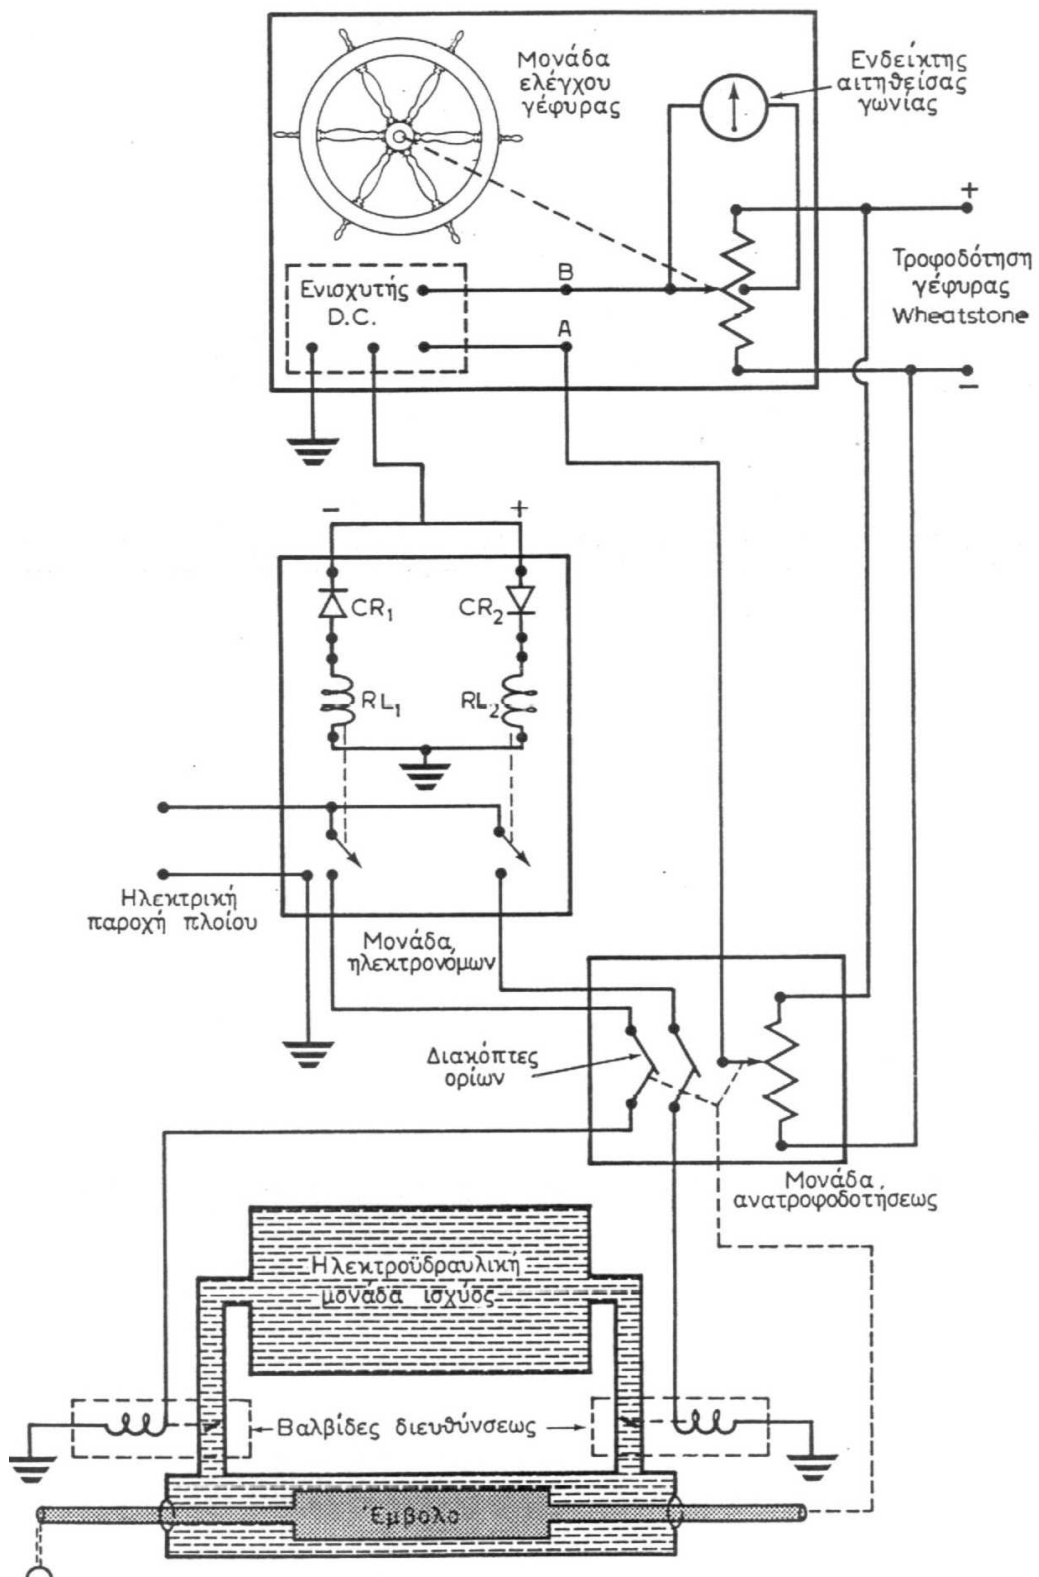 Μονάδα
ελέγχου
γέφυρας
Ενδείκτης
αιτηθείσας
γωνίας
+
Τροφοδότηση
γέφυρας
Wheatstone
−
Ενισχυτής
D.C.
B
A
−
+
CR₁
CR₂
RL₁
RL₂
Ηλεκτρική
παροχή πλοίου
Μονάδα
ηλεκτρονόμων
Διακόπτες
ορίων
Μονάδα
ανατροφοδοτήσεως
Ηλεκτροϋδραυλική
μονάδα ισχύος
Βαλβίδες διευθύνσεως
Έμβολο